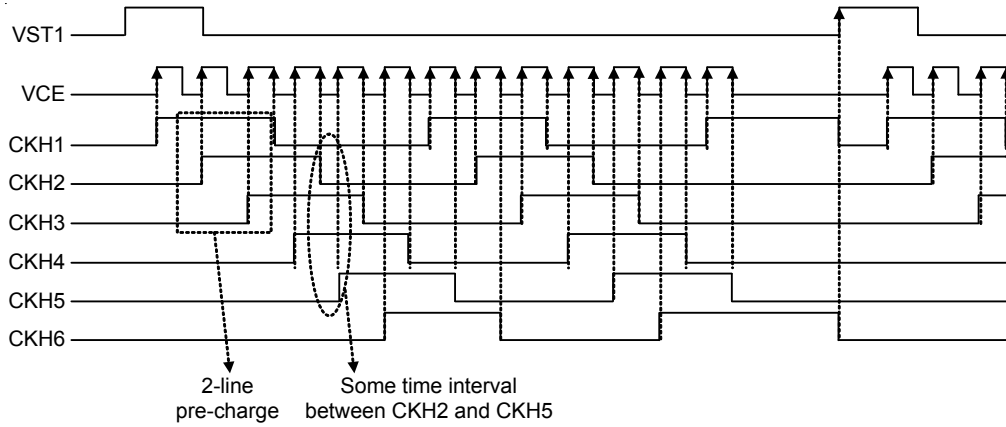 VST1
VCE
CKH1
CKH2
CKH3
CKH4
CKH5
CKH6
2-line
pre-charge
Some time interval
between CKH2 and CKH5